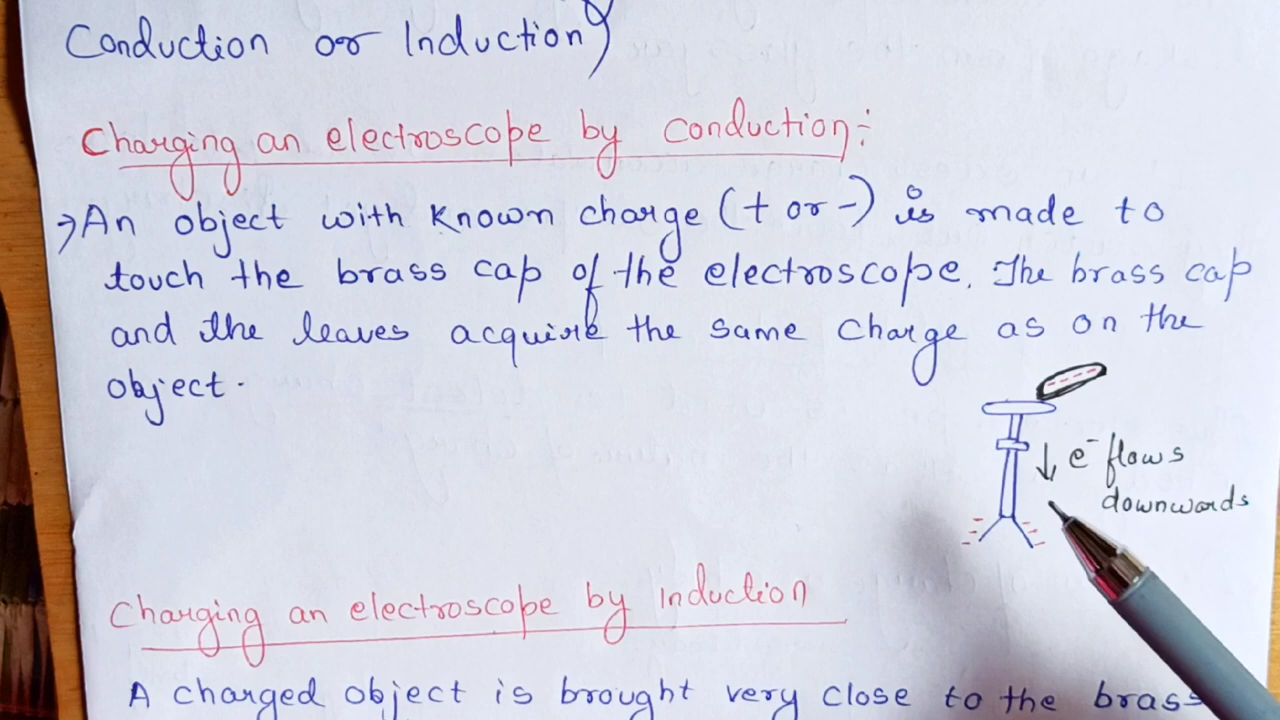 Conduction or Induction)
Charging an electroscope by conduction:-
→ An object with known charge (+ or -) is made to
touch the brass cap of the electroscope. The brass cap
and the leaves acquire the same charge as on the
object.
e⁻ flows
downwards
Charging an electroscope by Induction
A charged object is brought very close to the brass